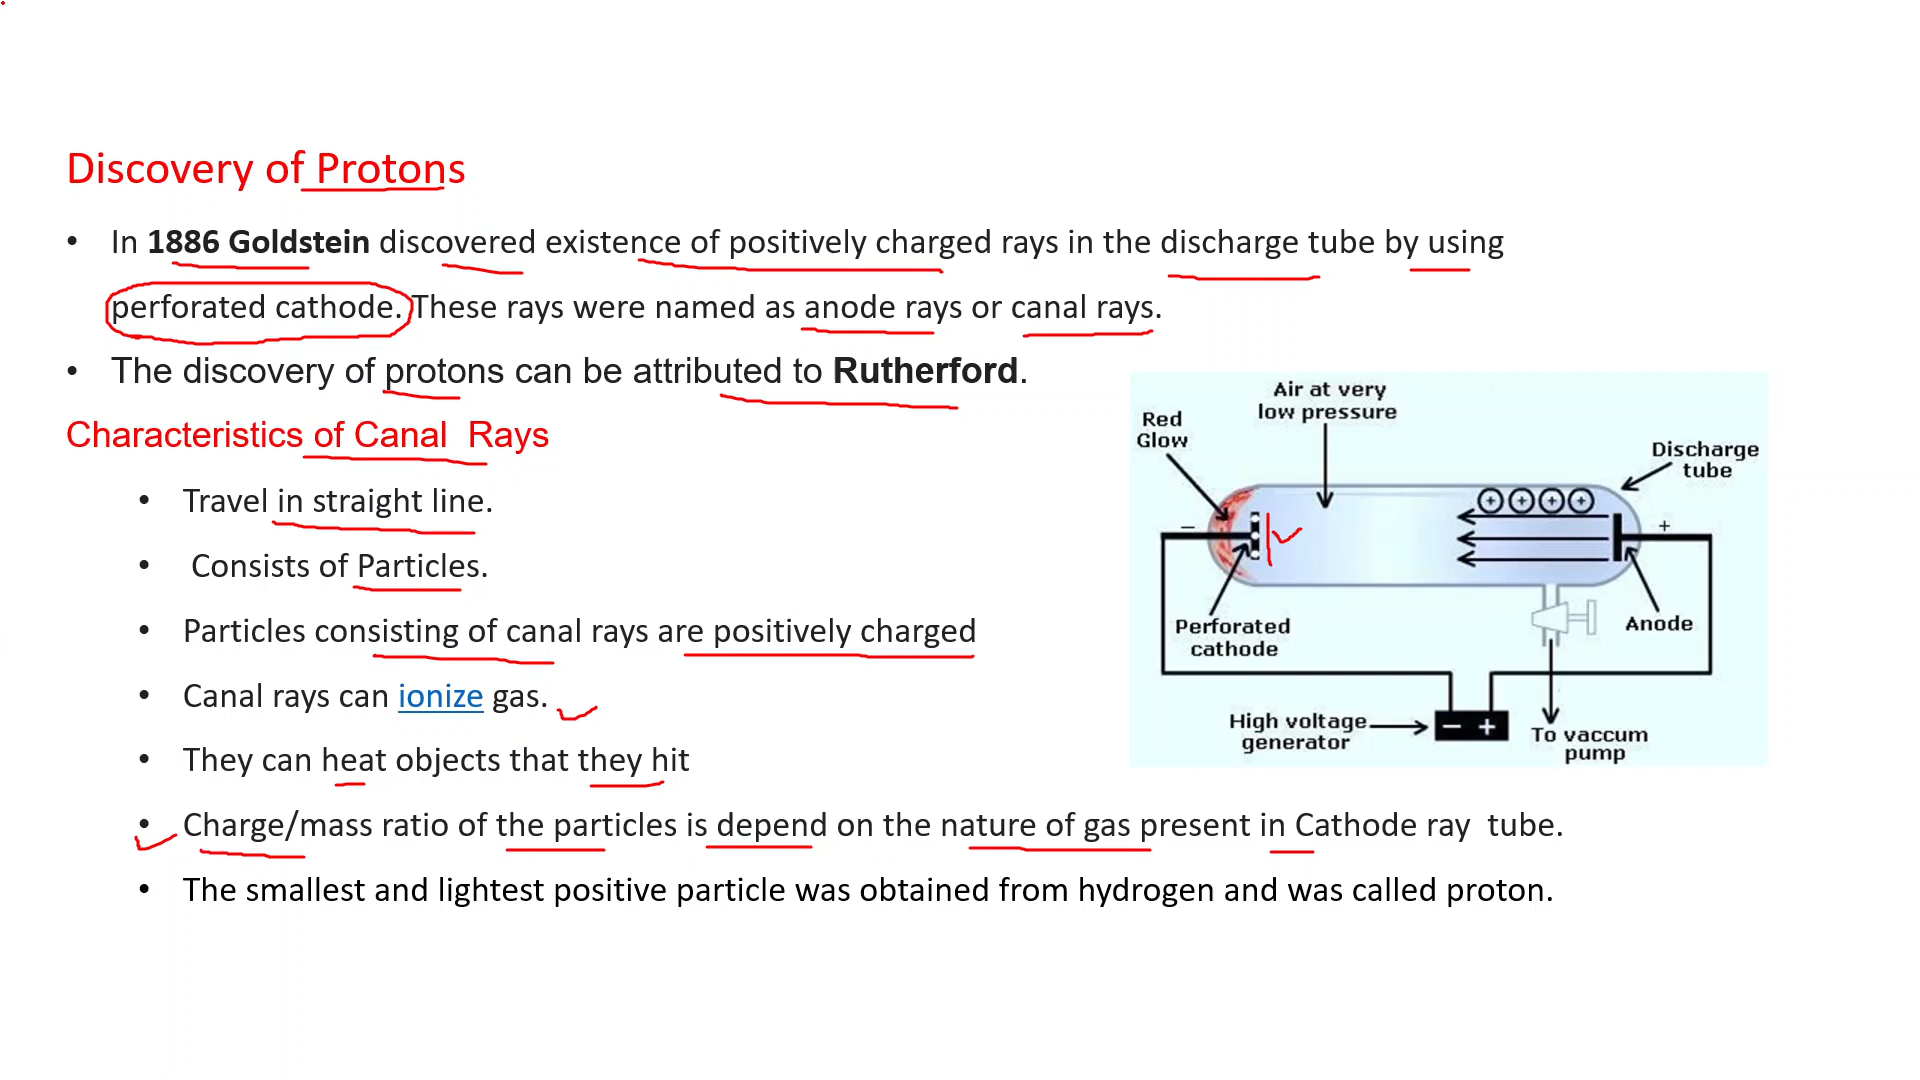 Discovery of Protons
• In 1886 Goldstein discovered existence of positively charged rays in the discharge tube by using
perforated cathode. These rays were named as anode rays or canal rays.
• The discovery of protons can be attributed to Rutherford.
Characteristics of Canal Rays
• Travel in straight line.
• Consists of Particles.
• Particles consisting of canal rays are positively charged
• Canal rays can ionize gas.
• They can heat objects that they hit
• Charge/mass ratio of the particles is depend on the nature of gas present in Cathode ray tube.
• The smallest and lightest positive particle was obtained from hydrogen and was called proton.
Air at very
low pressure
Red
Glow
Discharge
tube
+ + + +
− +
Perforated
cathode
Anode
High voltage
generator
− +
To vaccum
pump